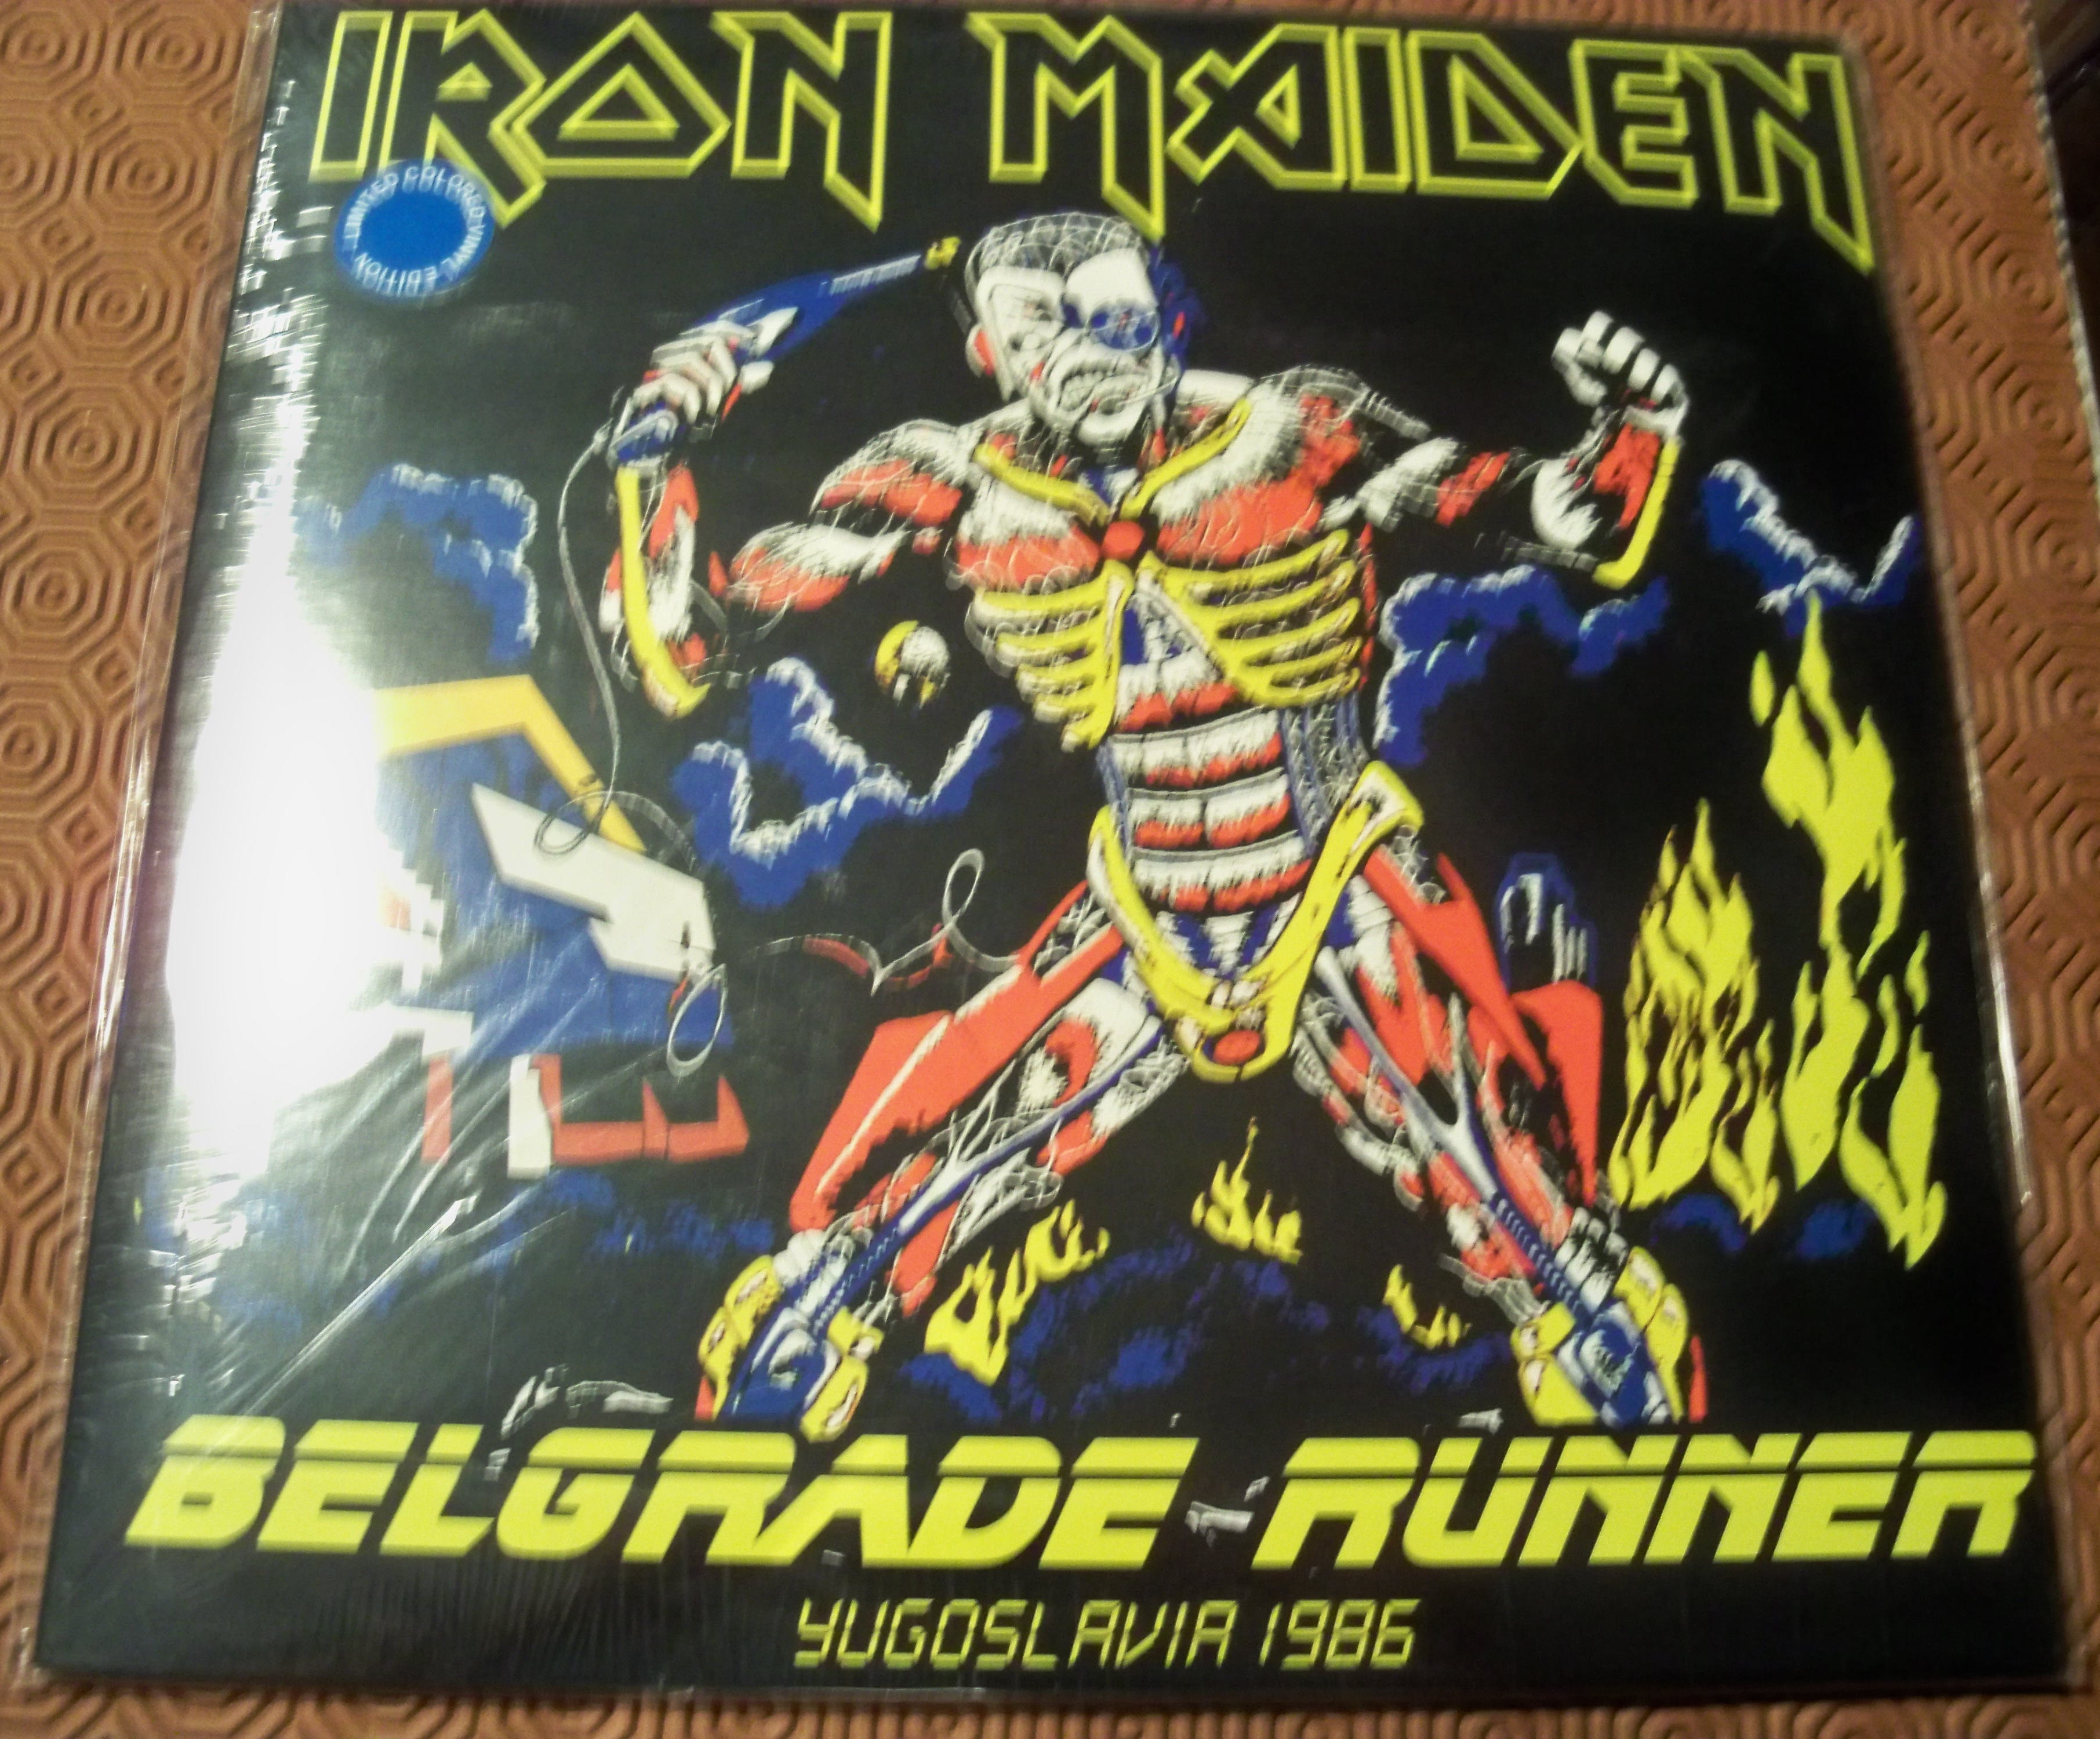 IRON MAIDEN
LIMITED COLORED VINYL EDITION
BELGRADE RUNNER
YUGOSLAVIA 1986